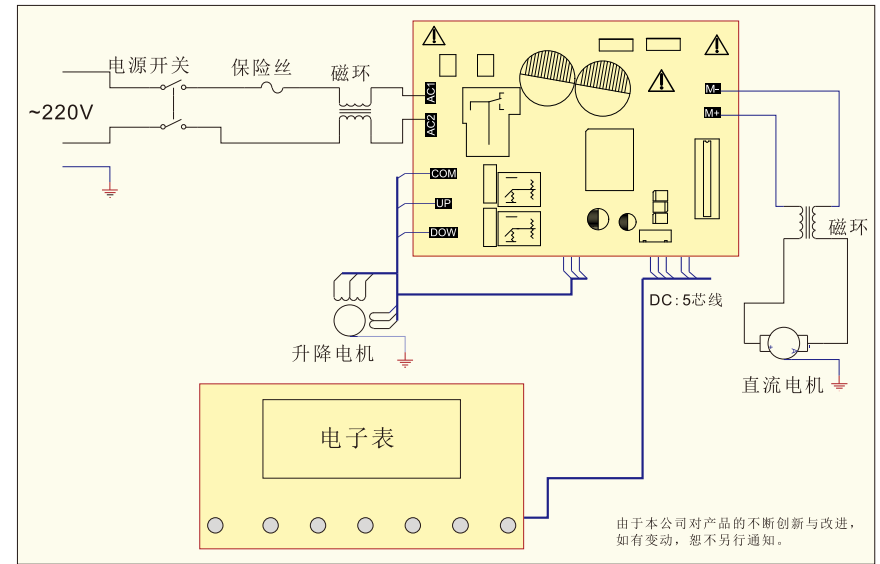 电源开关
保险丝
磁环
~220V
AC1
AC2
COM
UP
DOW
M-
M+
磁环
DC:5芯线
升降电机
直流电机
电子表
由于本公司对产品的不断创新与改进，
如有变动，恕不另行通知。